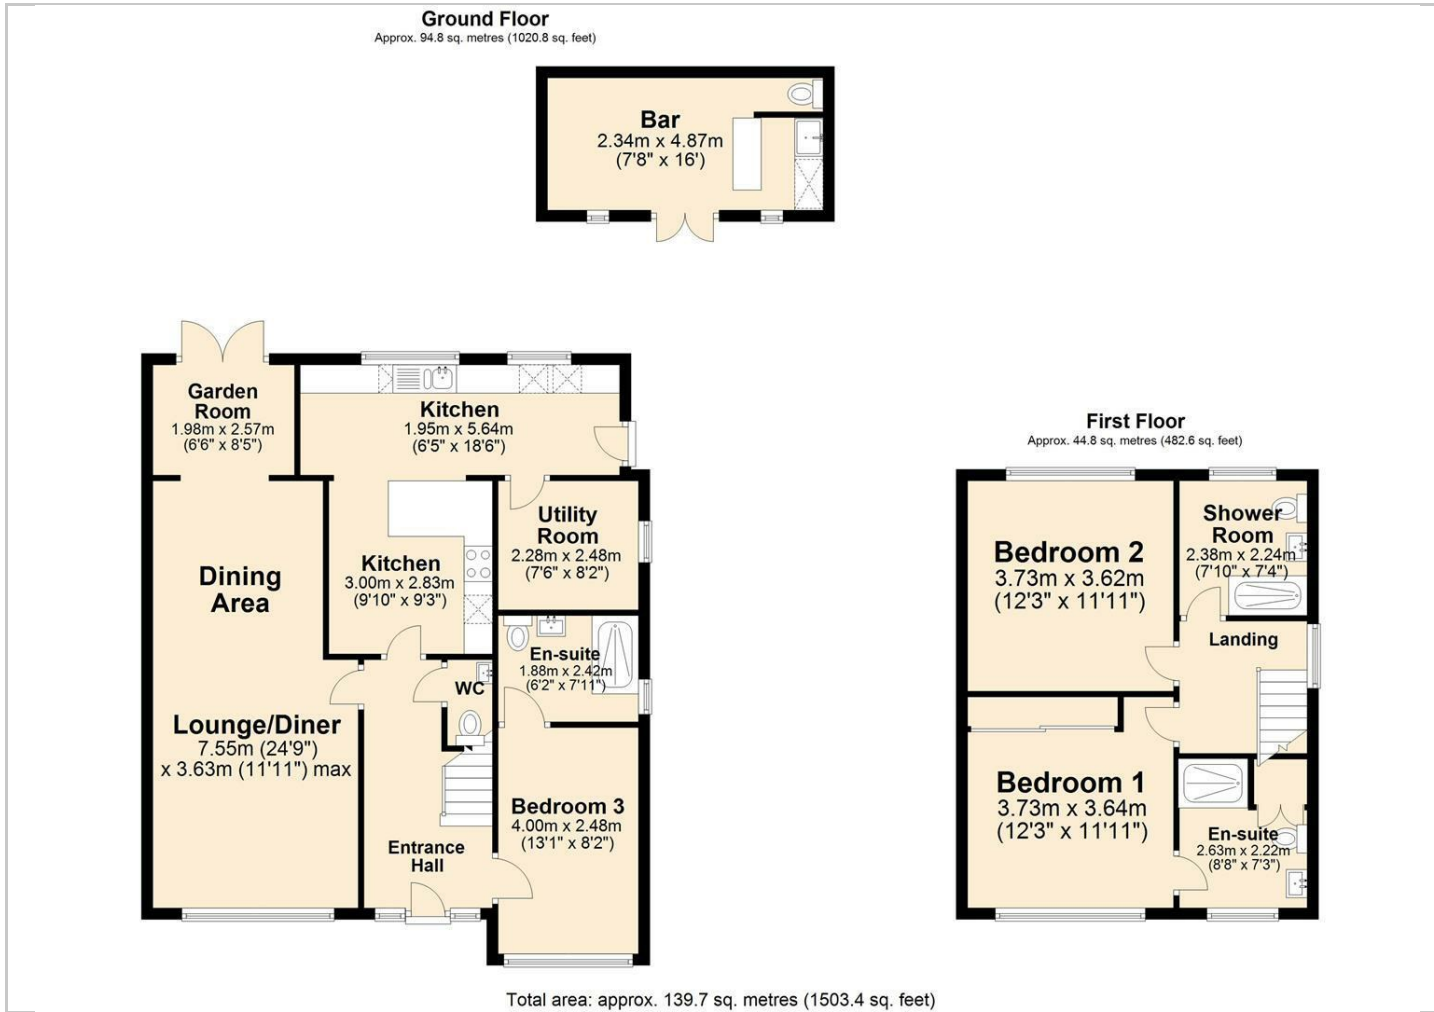 Ground Floor
Approx. 94.8 sq. metres (1020.8 sq. feet)
Bar
2.34m x 4.87m
(7'8" x 16')
Garden
Room
1.98m x 2.57m
(6'6" x 8'5")
Kitchen
1.95m x 5.64m
(6'5" x 18'6")
Utility
Room
2.28m x 2.48m
(7'6" x 8'2")
Kitchen
3.00m x 2.83m
(9'10" x 9'3")
Dining
Area
En-suite
1.88m x 2.42m
(6'2" x 7'11")
WC
Lounge/Diner
7.55m (24'9")
x 3.63m (11'11") max
Bedroom 3
4.00m x 2.48m
(13'1" x 8'2")
Entrance
Hall
First Floor
Approx. 44.8 sq. metres (482.6 sq. feet)
Bedroom 2
3.73m x 3.62m
(12'3" x 11'11")
Shower
Room
2.38m x 2.24m
(7'10" x 7'4")
Landing
Bedroom 1
3.73m x 3.64m
(12'3" x 11'11")
En-suite
2.63m x 2.22m
(8'8" x 7'3")
Total area: approx. 139.7 sq. metres (1503.4 sq. feet)